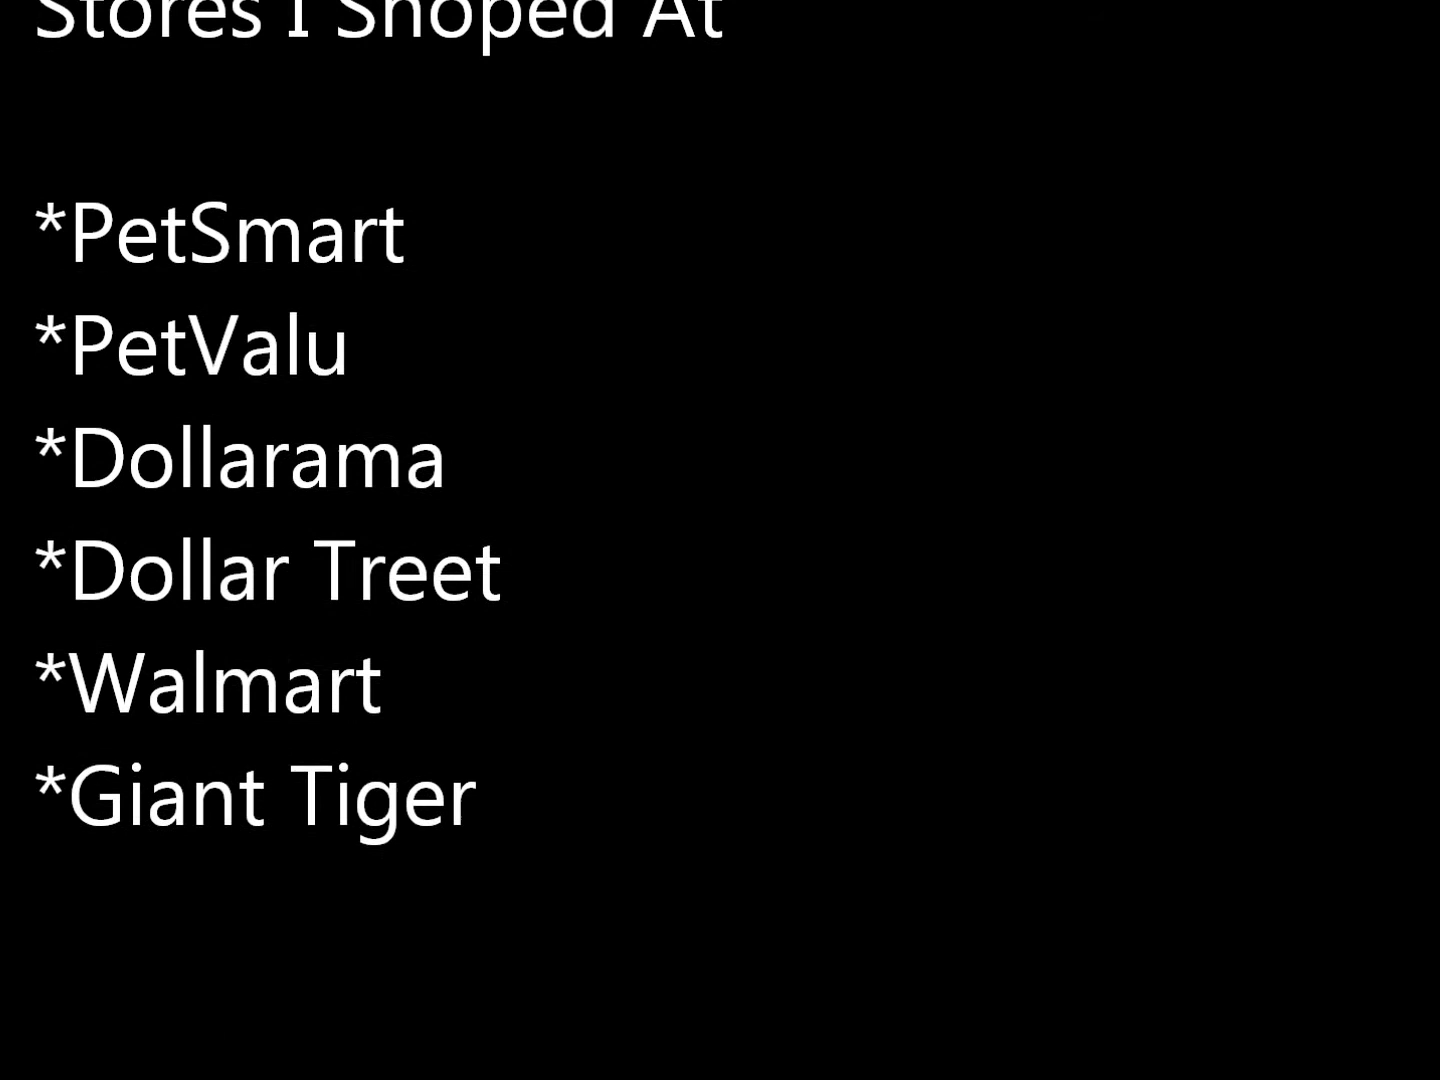 Stores I Shoped At
*PetSmart
*PetValu
*Dollarama
*Dollar Treet
*Walmart
*Giant Tiger